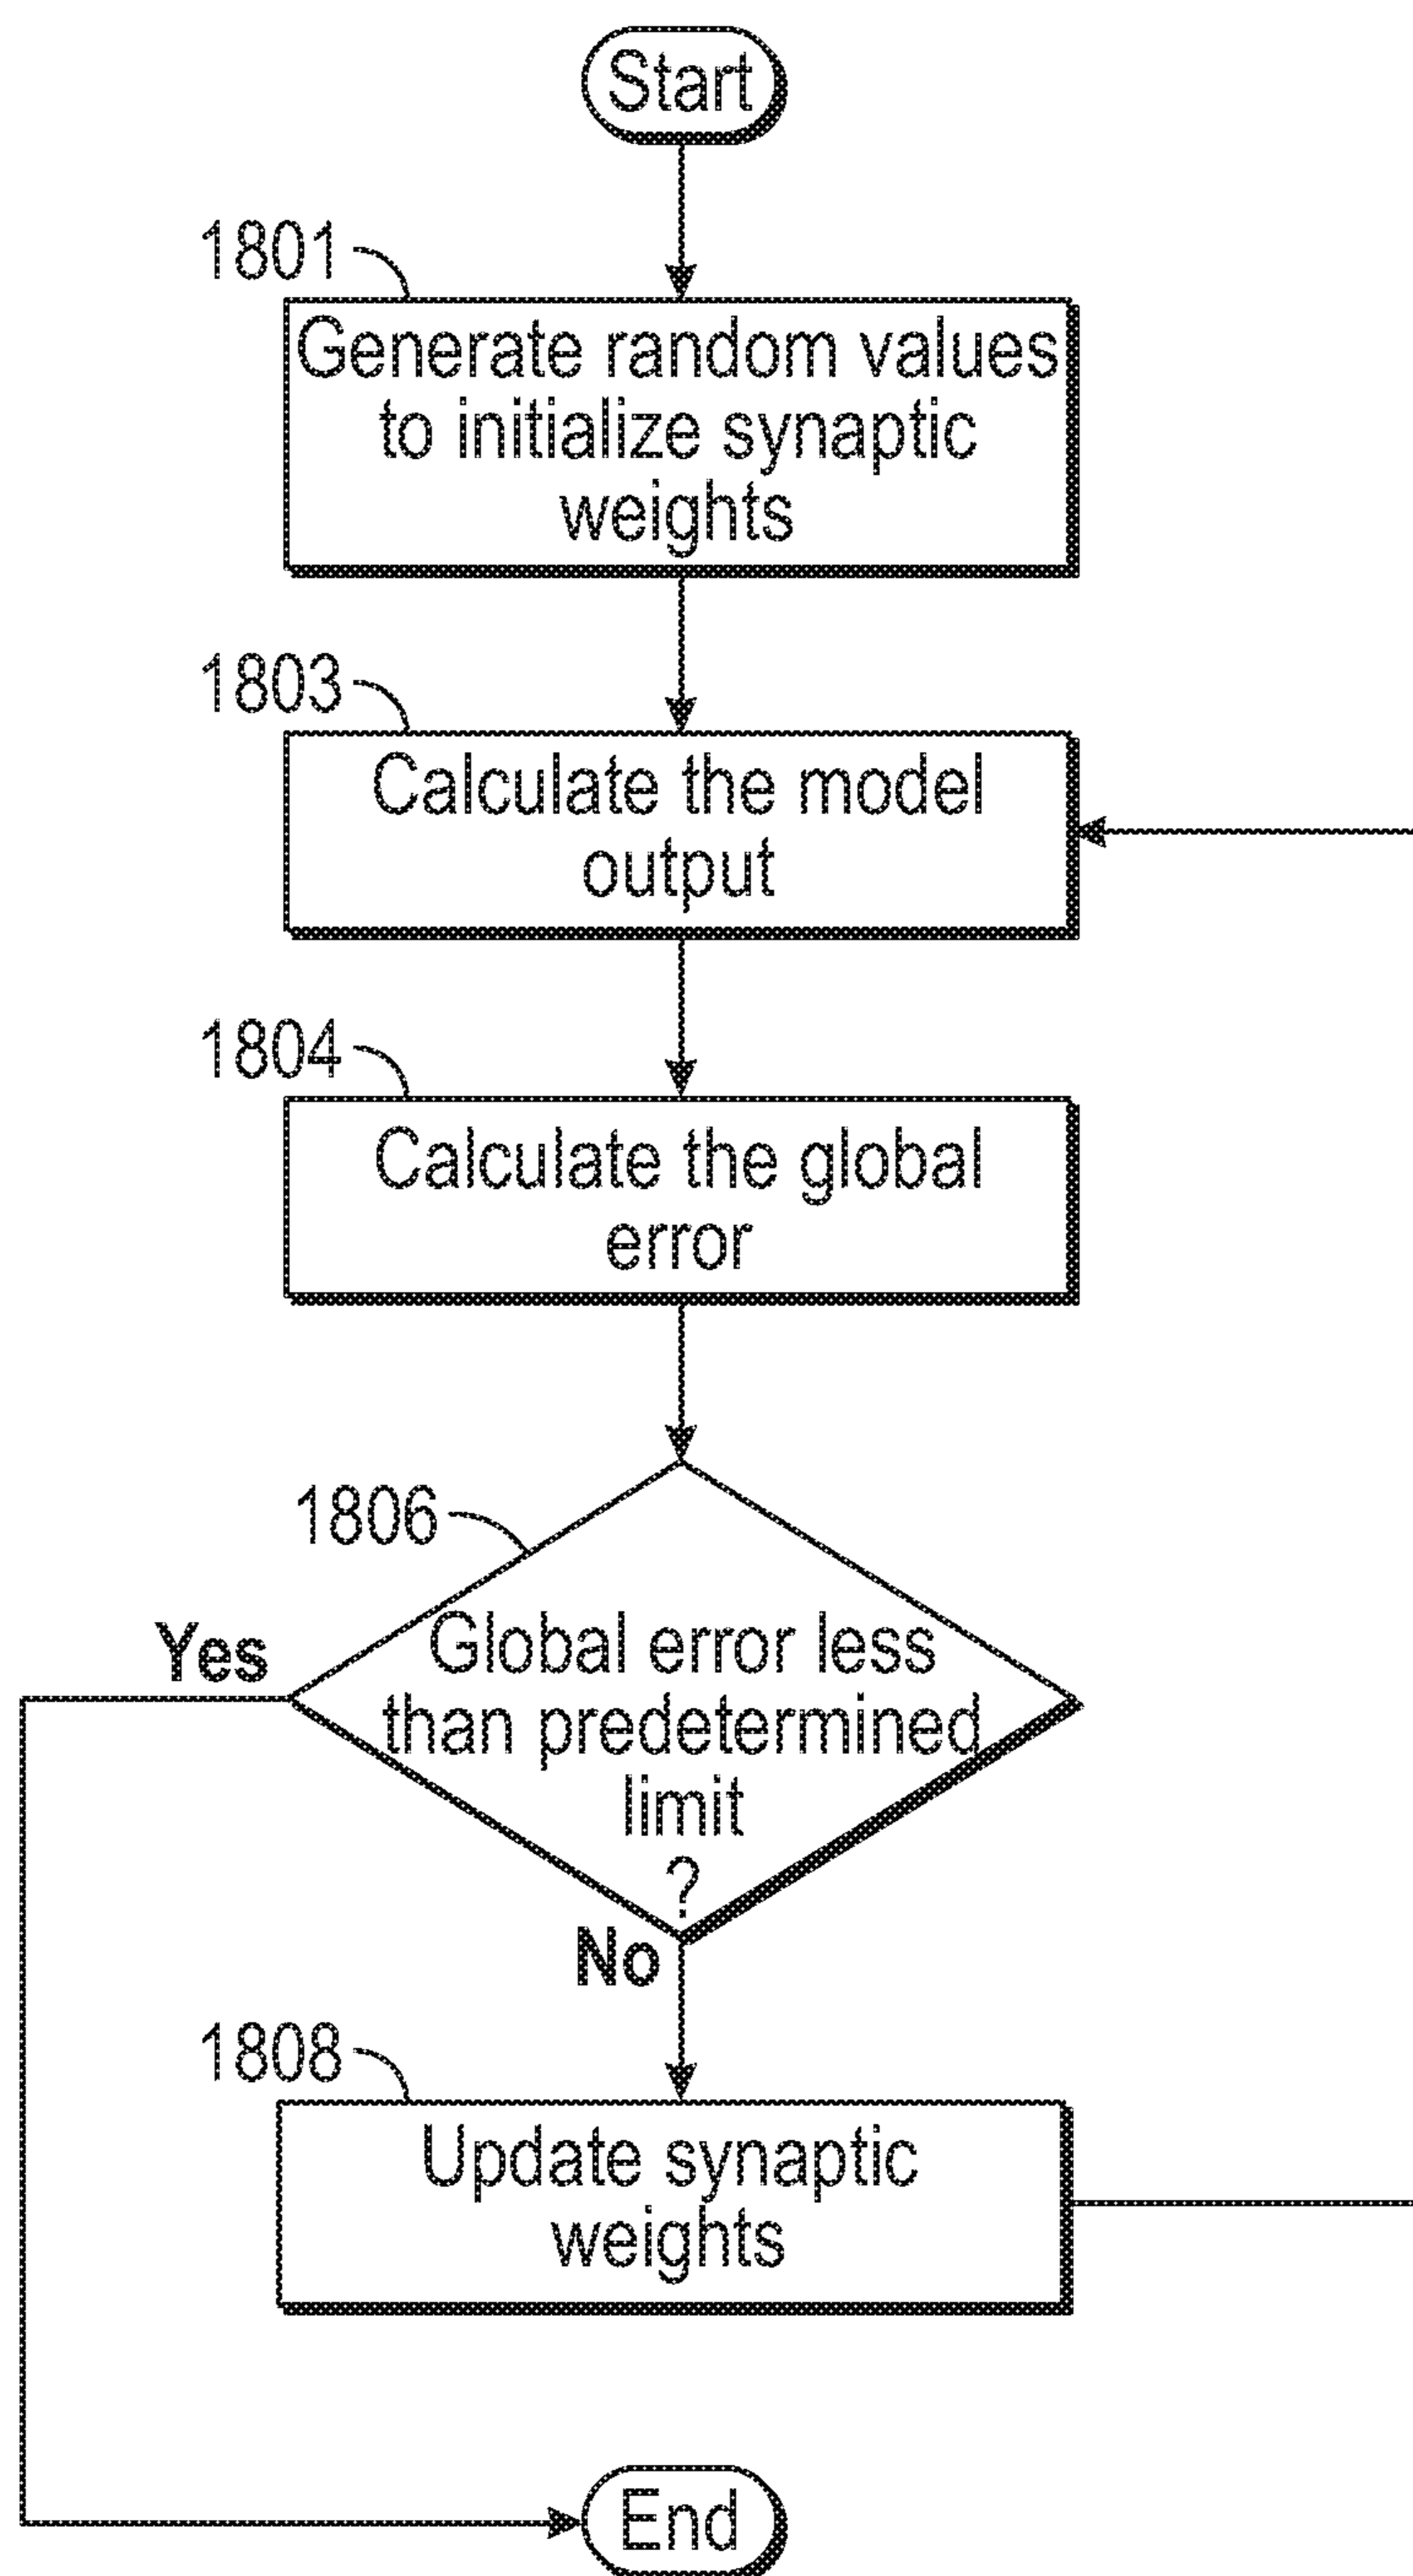 Start
1801
Generate random values
to initialize synaptic
weights
1803
Calculate the model
output
1804
Calculate the global
error
1806
Yes
Global error less
than predetermined
limit
?
No
1808
Update synaptic
weights
End